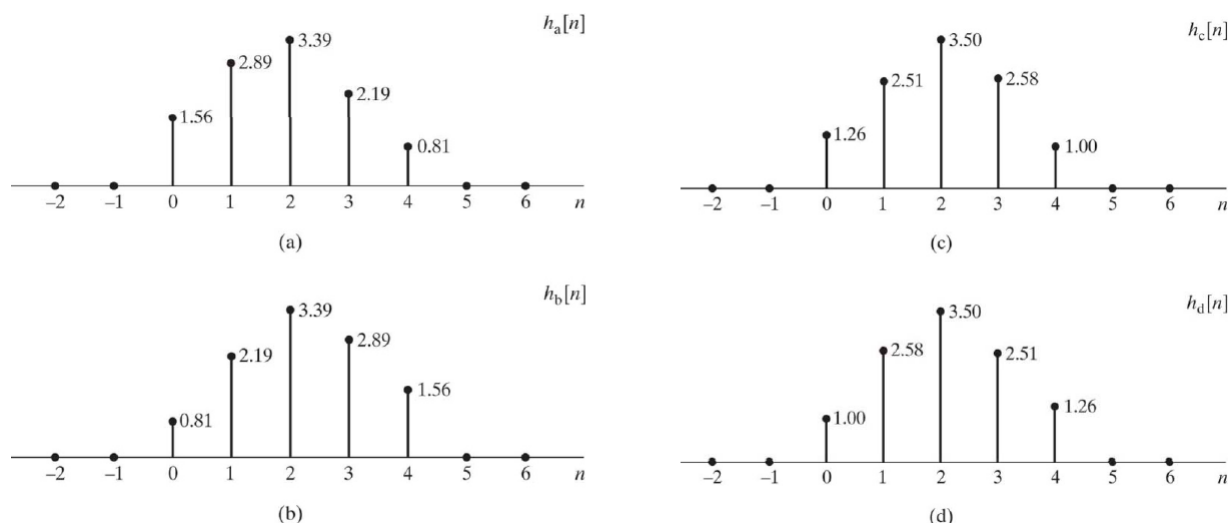 hₐ[n]
3.39
2.89
2.19
1.56
0.81
–2 –1 0 1 2 3 4 5 6 n
(a)
h_b[n]
3.39
2.89
2.19
1.56
0.81
–2 –1 0 1 2 3 4 5 6 n
(b)
h_c[n]
3.50
2.51
2.58
1.26
1.00
–2 –1 0 1 2 3 4 5 6 n
(c)
h_d[n]
3.50
2.58
2.51
1.00
1.26
–2 –1 0 1 2 3 4 5 6 n
(d)